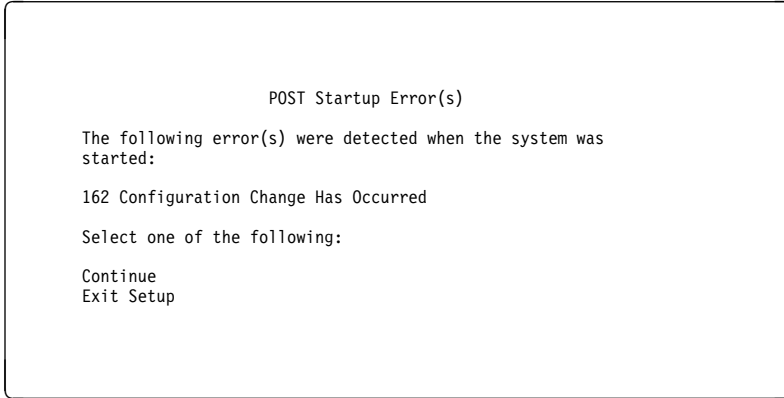 POST Startup Error(s)
The following error(s) were detected when the system was
started:
162 Configuration Change Has Occurred
Select one of the following:
Continue
Exit Setup